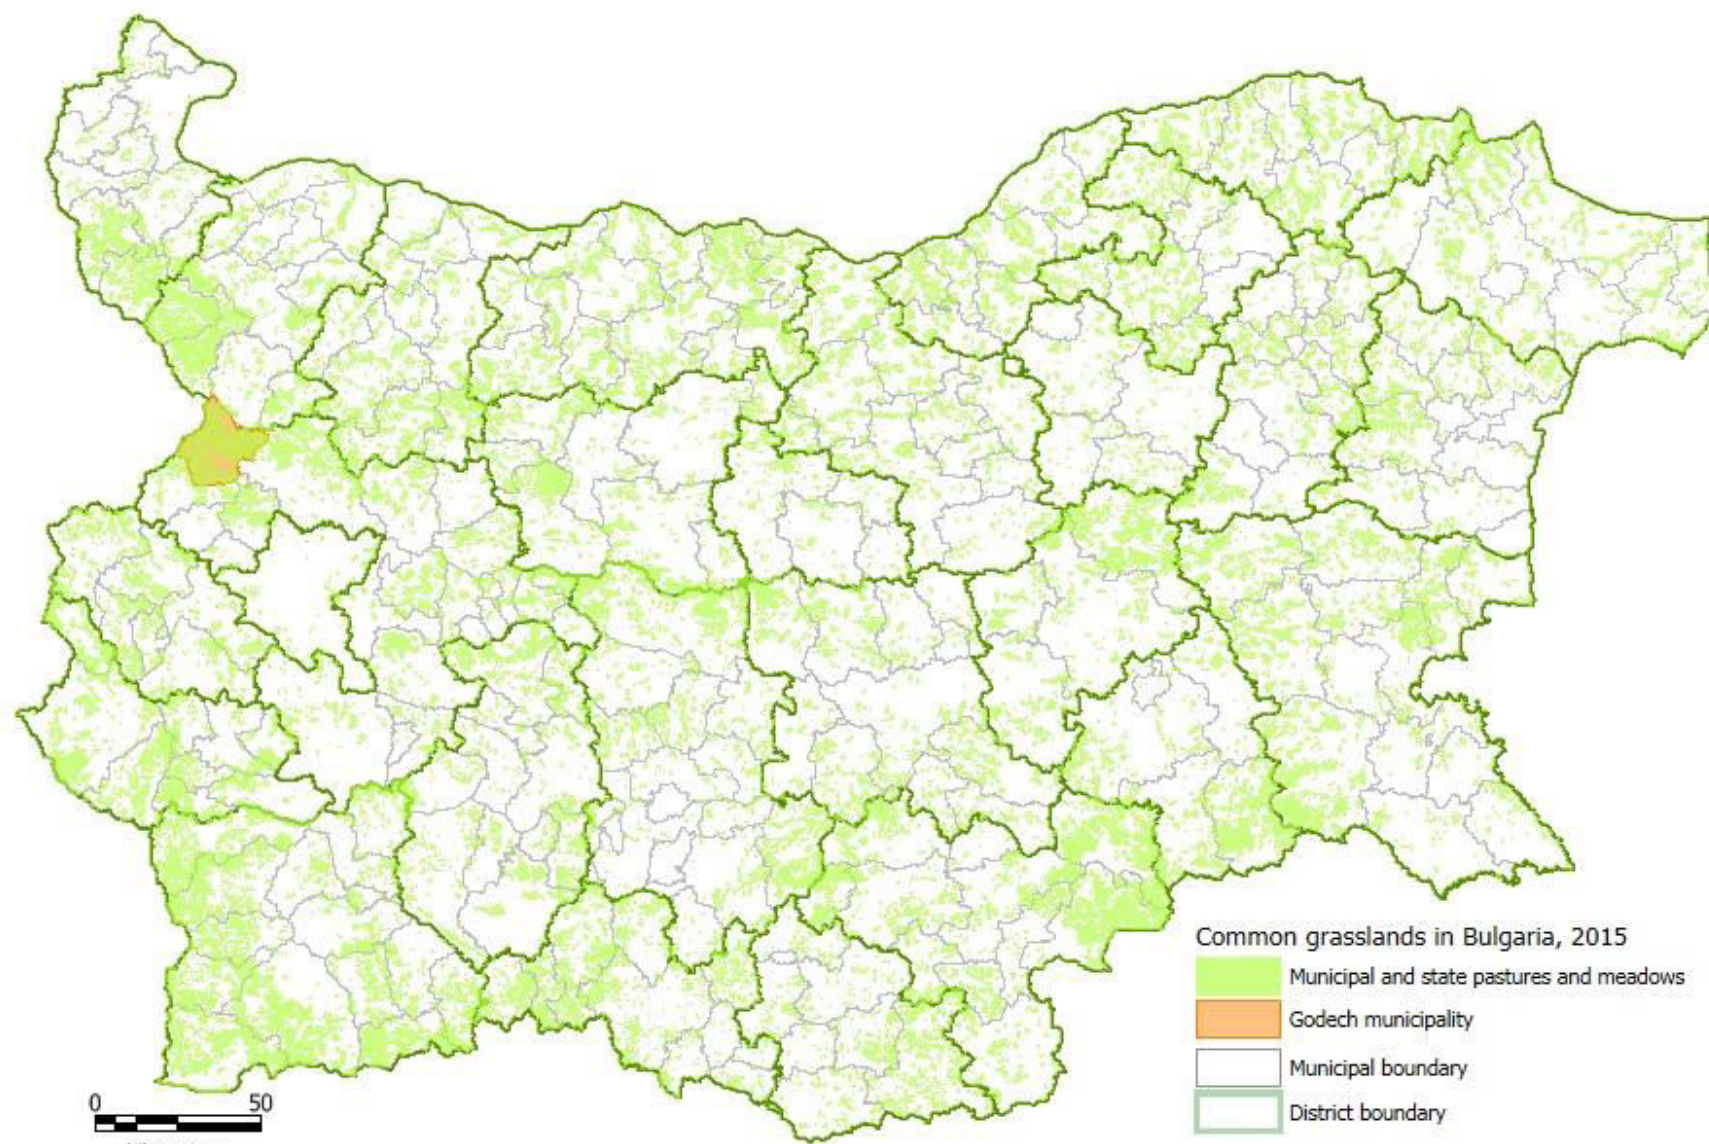 Common grasslands in Bulgaria, 2015
Municipal and state pastures and meadows
Godech municipality
Municipal boundary
District boundary
0 50